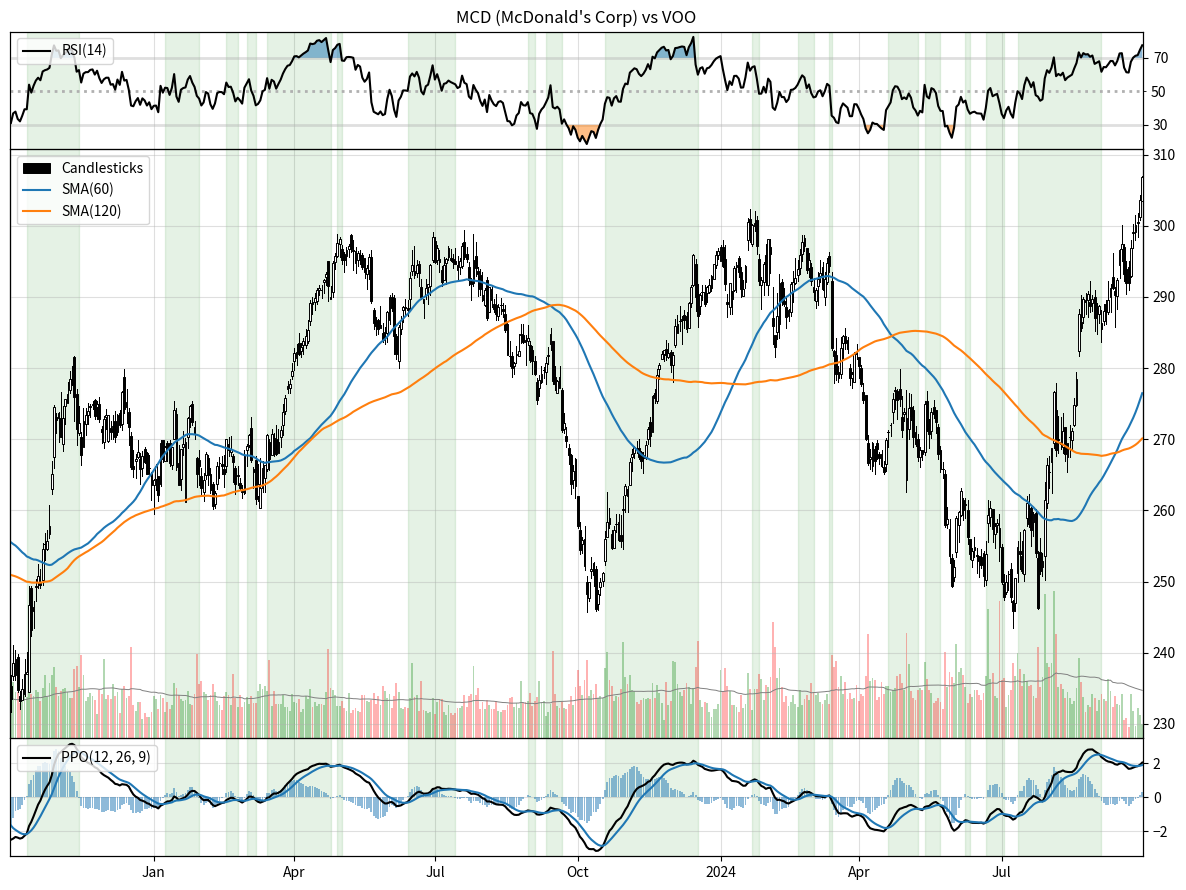 MCD (McDonald's Corp) vs VOO
RSI(14)
70
50
30
Candlesticks
SMA(60)
SMA(120)
310
300
290
280
270
260
250
240
230
PPO(12, 26, 9)
2
0
−2
Jan Apr Jul Oct 2024 Apr Jul